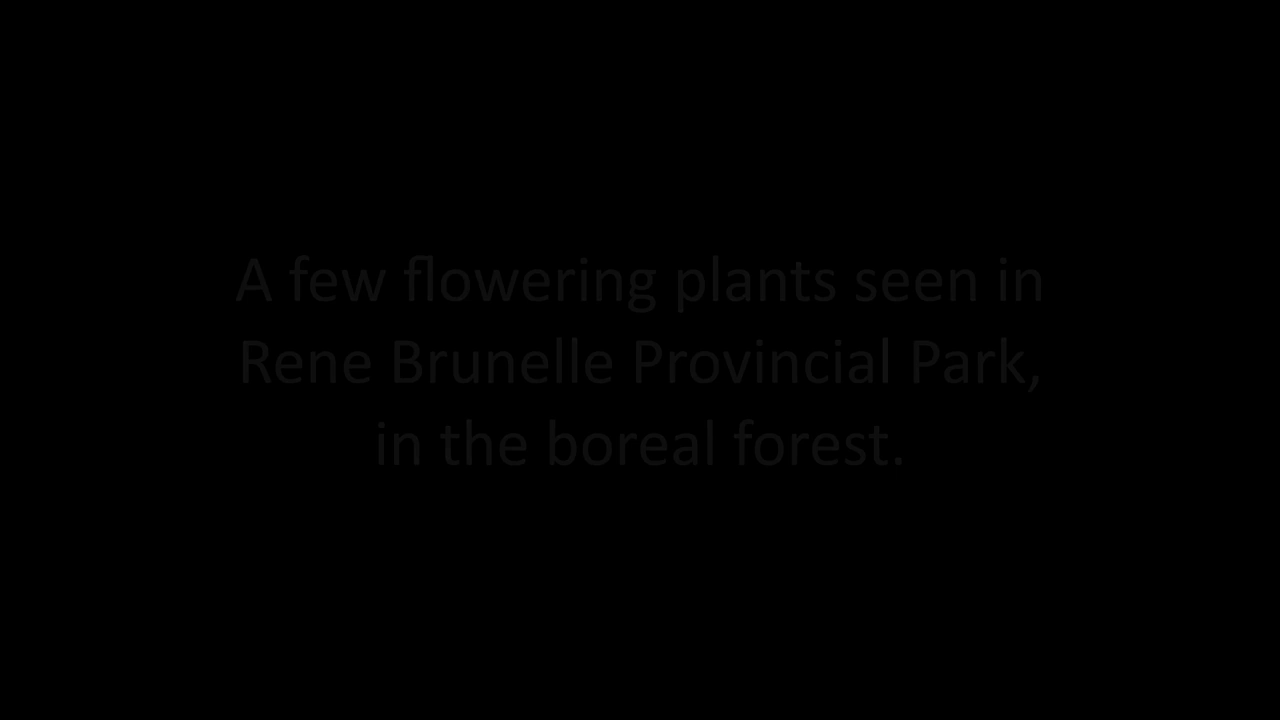 A few flowering plants seen in
Rene Brunelle Provincial Park,
in the boreal forest.